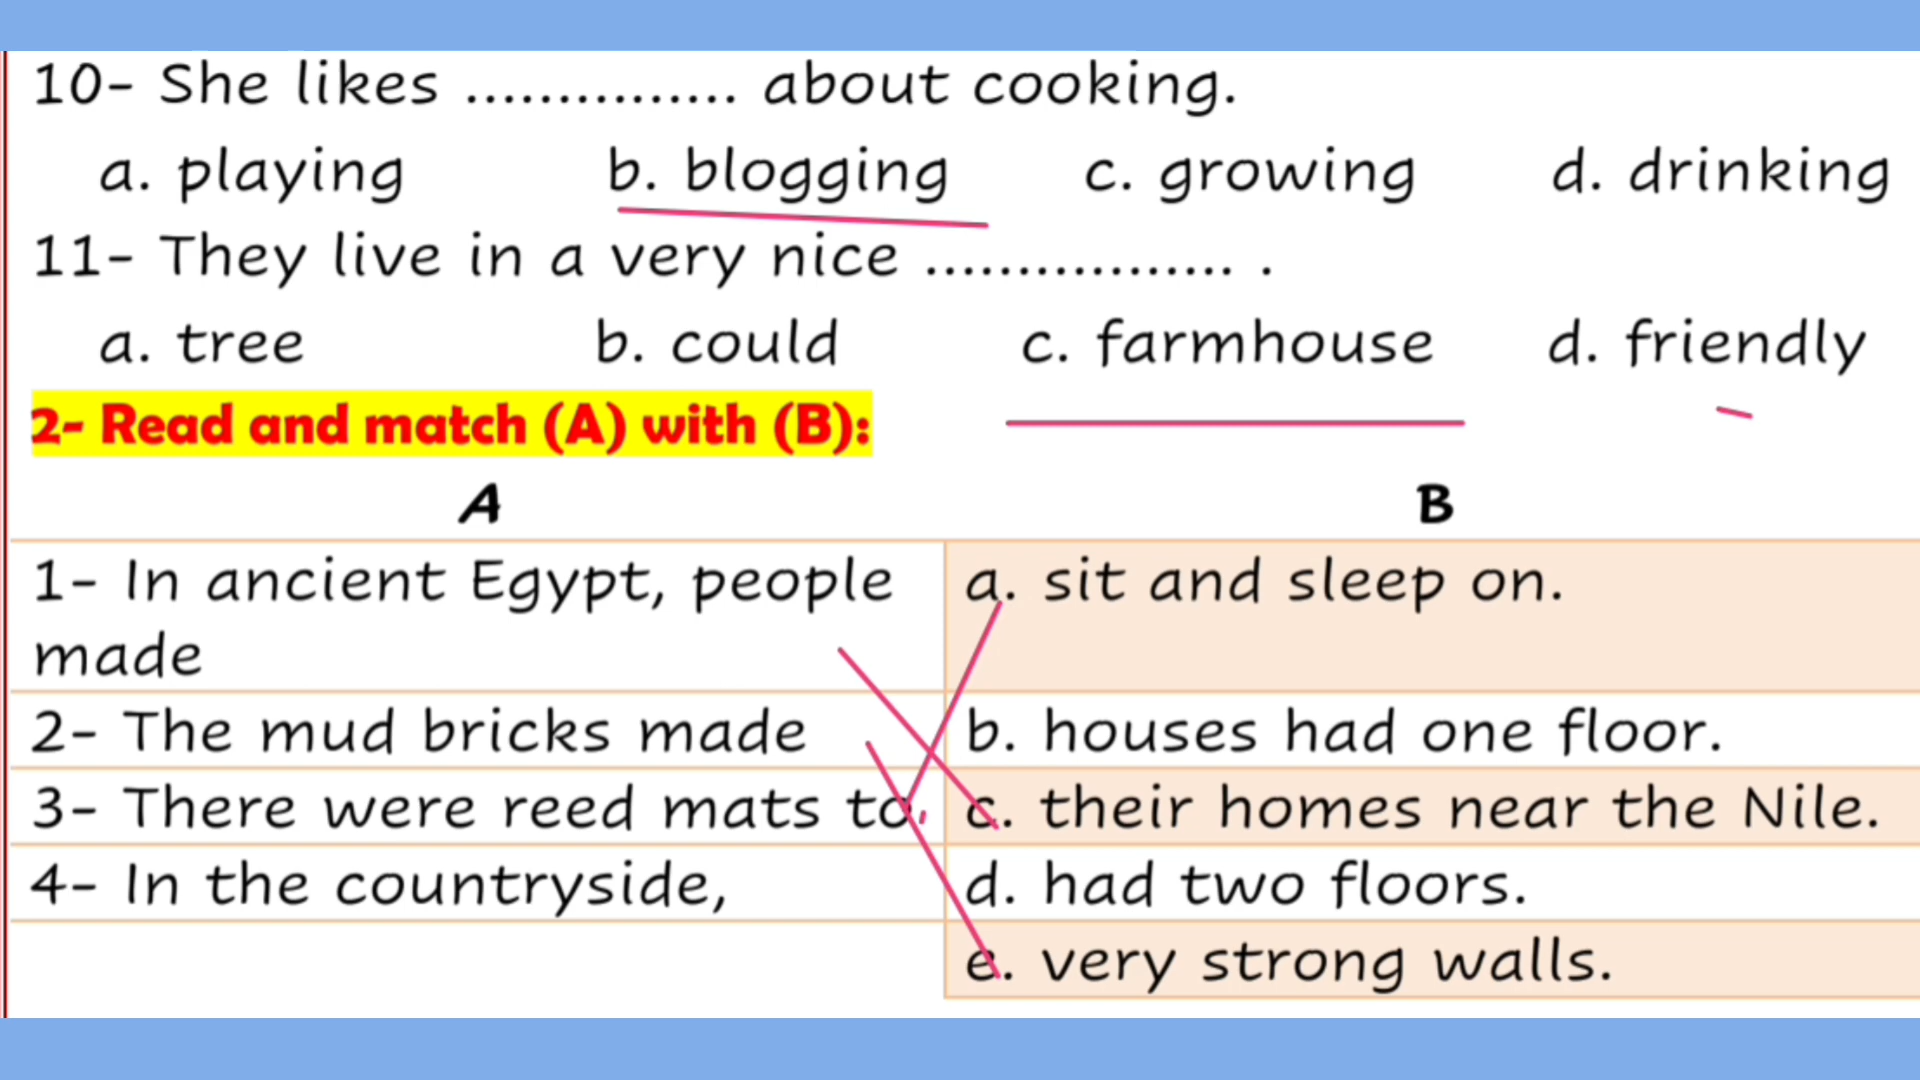 10- She likes ............... about cooking.
a. playing b. blogging c. growing d. drinking
11- They live in a very nice ................. .
a. tree b. could c. farmhouse d. friendly
2- Read and match (A) with (B):
A B
1- In ancient Egypt, people made
a. sit and sleep on.
2- The mud bricks made b. houses had one floor.
3- There were reed mats to c. their homes near the Nile.
4- In the countryside, d. had two floors.
e. very strong walls.